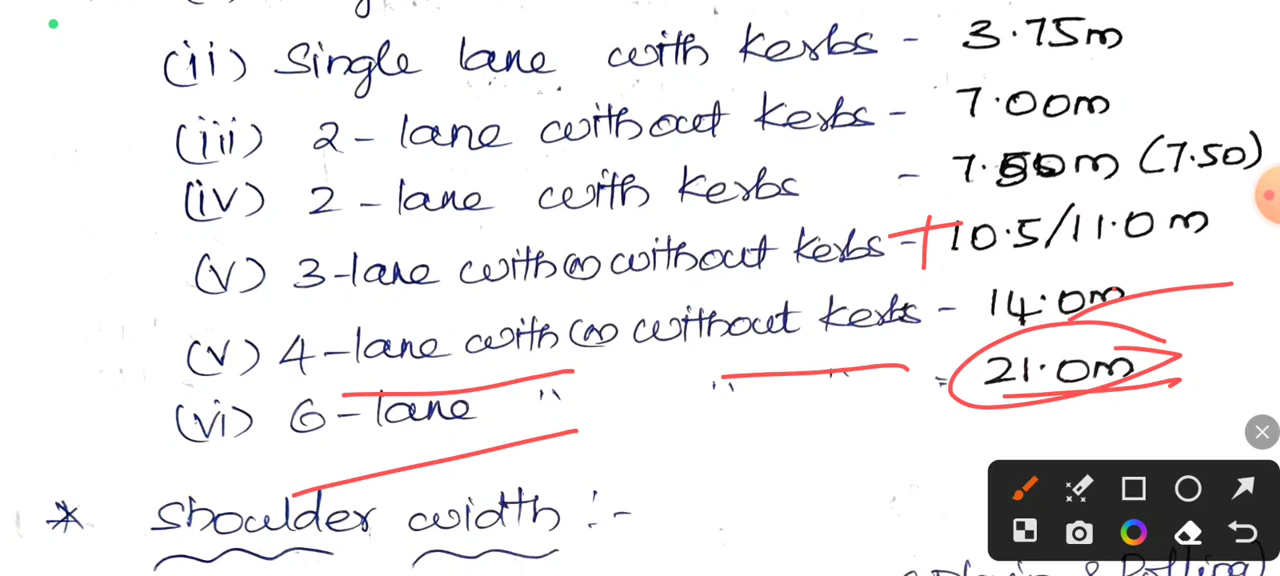 (ii) Single lane with kerbs - 3.75m
(iii) 2-lane without kerbs - 7.00m
(iv) 2-lane with kerbs - 7.50m (7.50)
(v) 3-lane with (or) without kerbs - 10.5/11.0m
(v) 4-lane with (or) without kerbs - 14.0m
(vi) 6-lane " " " = 21.0m
* Shoulder width :-